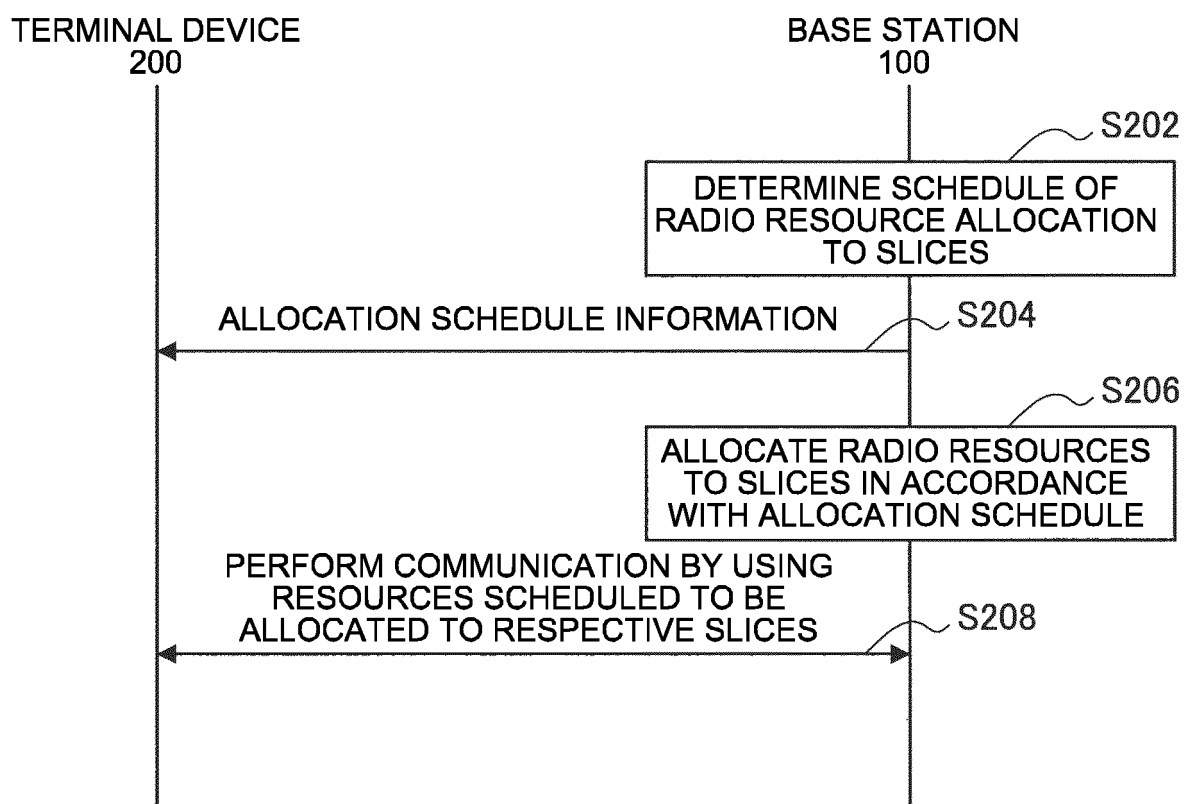 TERMINAL DEVICE
200
BASE STATION
100
S202
DETERMINE SCHEDULE OF
RADIO RESOURCE ALLOCATION
TO SLICES
ALLOCATION SCHEDULE INFORMATION
S204
S206
ALLOCATE RADIO RESOURCES
TO SLICES IN ACCORDANCE
WITH ALLOCATION SCHEDULE
PERFORM COMMUNICATION BY USING
RESOURCES SCHEDULED TO BE
ALLOCATED TO RESPECTIVE SLICES
S208